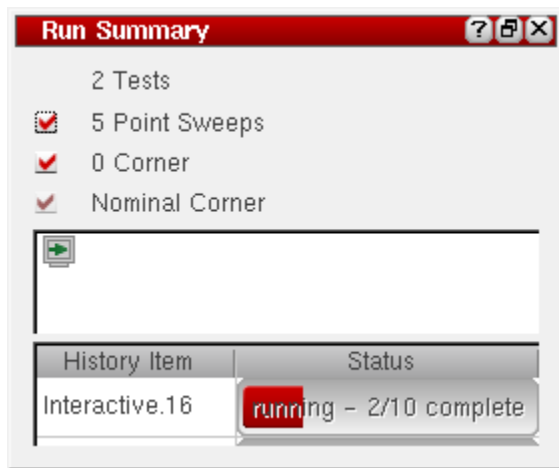 Run Summary
2 Tests
5 Point Sweeps
0 Corner
Nominal Corner
History Item Status
Interactive.16 running - 2/10 complete